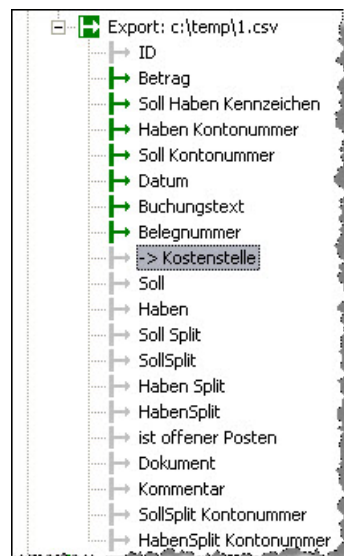 Export: c:\temp\1.csv
ID
Betrag
Soll Haben Kennzeichen
Haben Kontonummer
Soll Kontonummer
Datum
Buchungstext
Belegnummer
-> Kostenstelle
Soll
Haben
Soll Split
SollSplit
Haben Split
HabenSplit
ist offener Posten
Dokument
Kommentar
SollSplit Kontonummer
HabenSplit Kontonummer